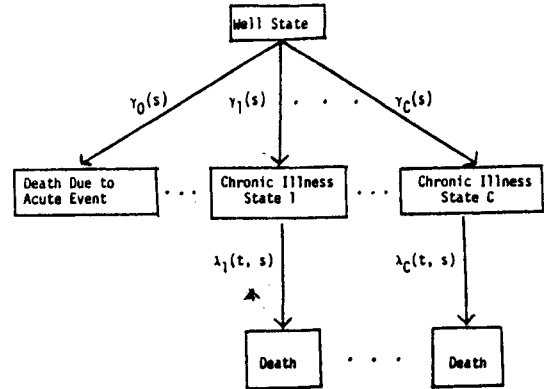 Well State
γ0(s)
γ1(s)
. . .
γC(s)
Death Due to
Acute Event
. . .
Chronic Illness
State 1
. . .
Chronic Illness
State C
λ1(t, s)
λC(t, s)
Death
. . .
Death